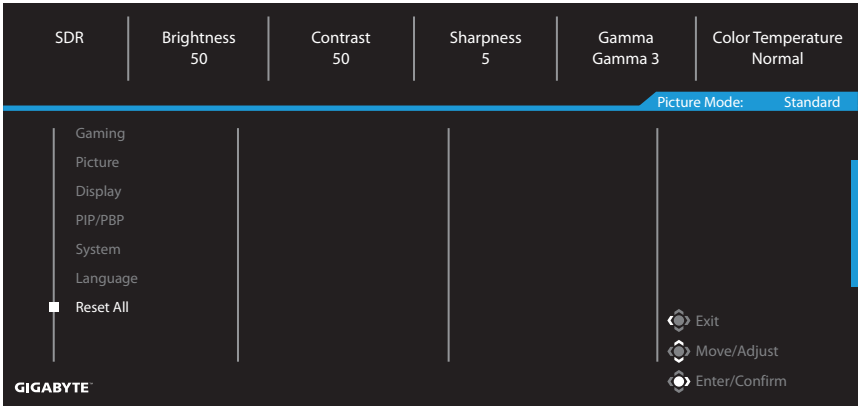 SDR Brightness Contrast Sharpness Gamma Color Temperature
50 50 5 Gamma 3 Normal
Picture Mode: Standard
Gaming
Picture
Display
PIP/PBP
System
Language
Reset All
Exit
Move/Adjust
Enter/Confirm
GIGABYTE™